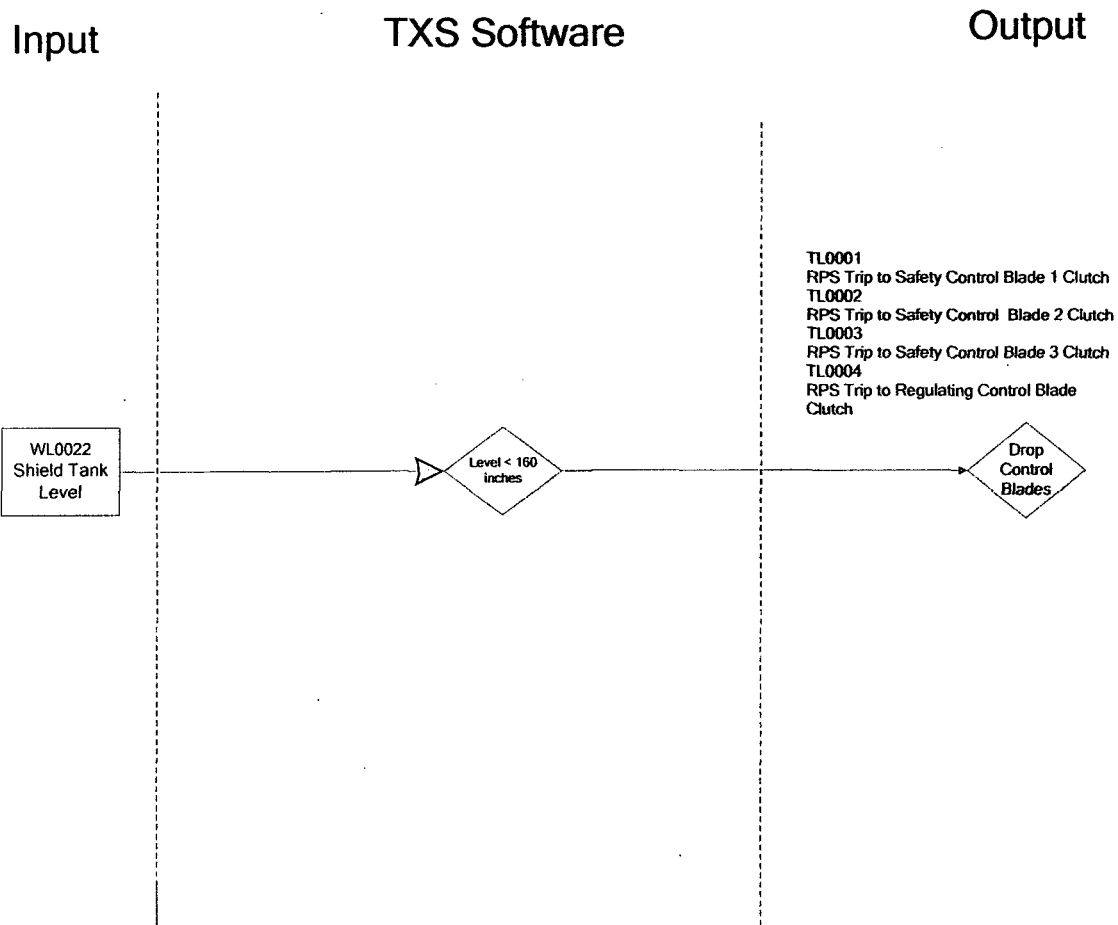 Input
TXS Software
Output
TL0001
RPS Trip to Safety Control Blade 1 Clutch
TL0002
RPS Trip to Safety Control Blade 2 Clutch
TL0003
RPS Trip to Safety Control Blade 3 Clutch
TL0004
RPS Trip to Regulating Control Blade
Clutch
WL0022
Shield Tank
Level
Level < 160
inches
Drop
Control
Blades